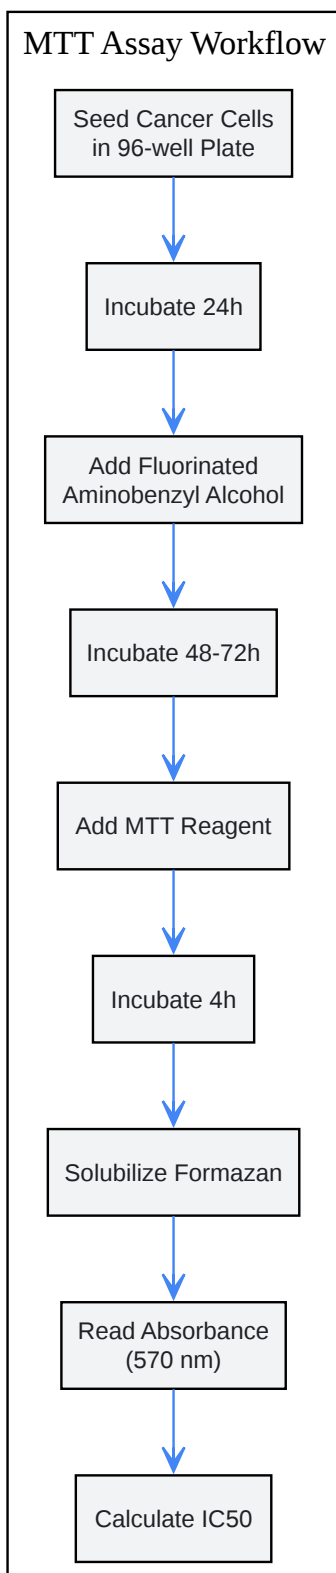 MTT Assay Workflow
Seed Cancer Cells
in 96-well Plate
Incubate 24h
Add Fluorinated
Aminobenzyl Alcohol
Incubate 48-72h
Add MTT Reagent
Incubate 4h
Solubilize Formazan
Read Absorbance
(570 nm)
Calculate IC50